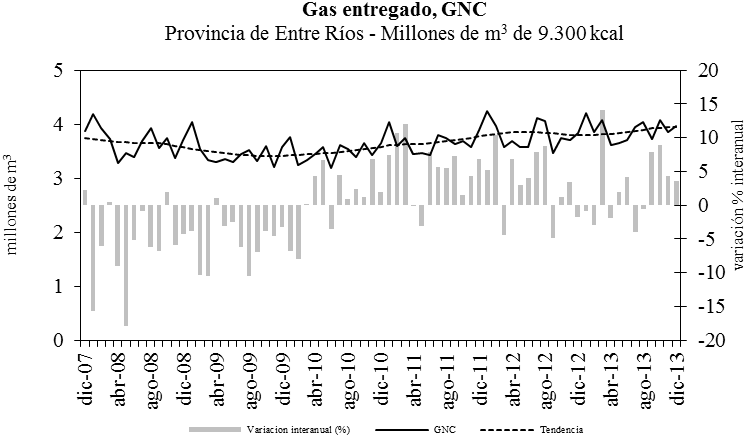 Gas entregado, GNC
Provincia de Entre Ríos - Millones de m³ de 9.300 kcal
5
4
3
2
1
0
millones de m³
20
15
10
5
0
-5
-10
-15
-20
variación % interanual
dic-07
abr-08
ago-08
dic-08
abr-09
ago-09
dic-09
abr-10
ago-10
dic-10
abr-11
ago-11
dic-11
abr-12
ago-12
dic-12
abr-13
ago-13
dic-13
Variacion interanual (%)
GNC
Tendencia